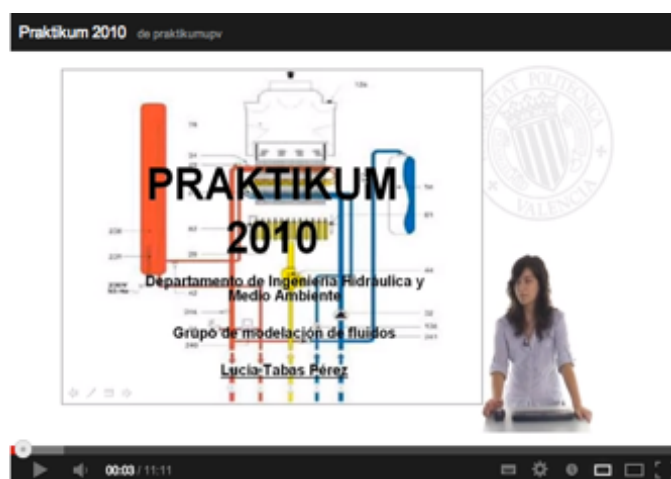 Praktikum 2010 de praktikumupv
PRAKTIKUM
2010
Departamento de Ingeniería Hidráulica y
Medio Ambiente
Grupo de modelación de fluidos
Lucía Tabas Pérez
VALENCIA
00:03 / 11:11